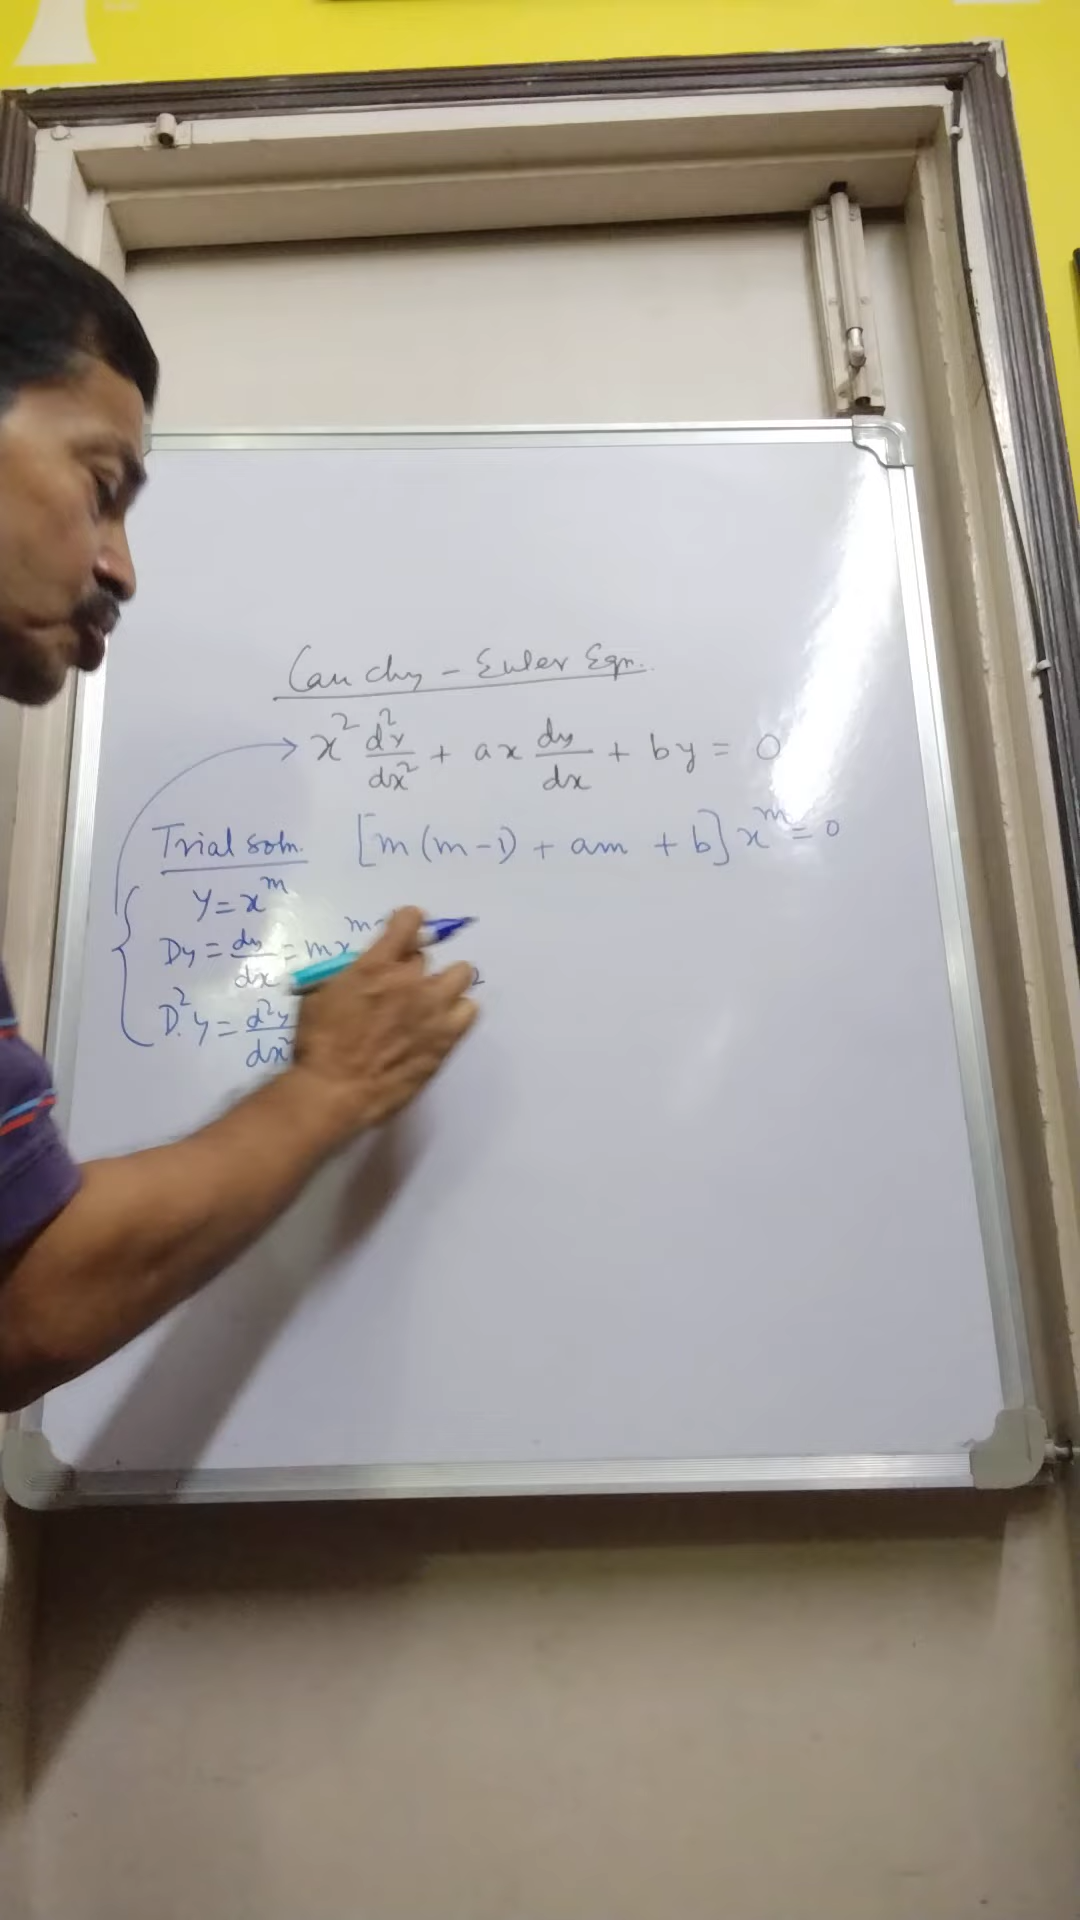 Cauchy - Euler Eqn.
x² d²y/dx² + ax dy/dx + by = 0
Trial soln. [m(m-1) + am + b] x^m = 0
y = x^m
Dy = dy/dx = mx^m-
D²y = d²y/dx² 2